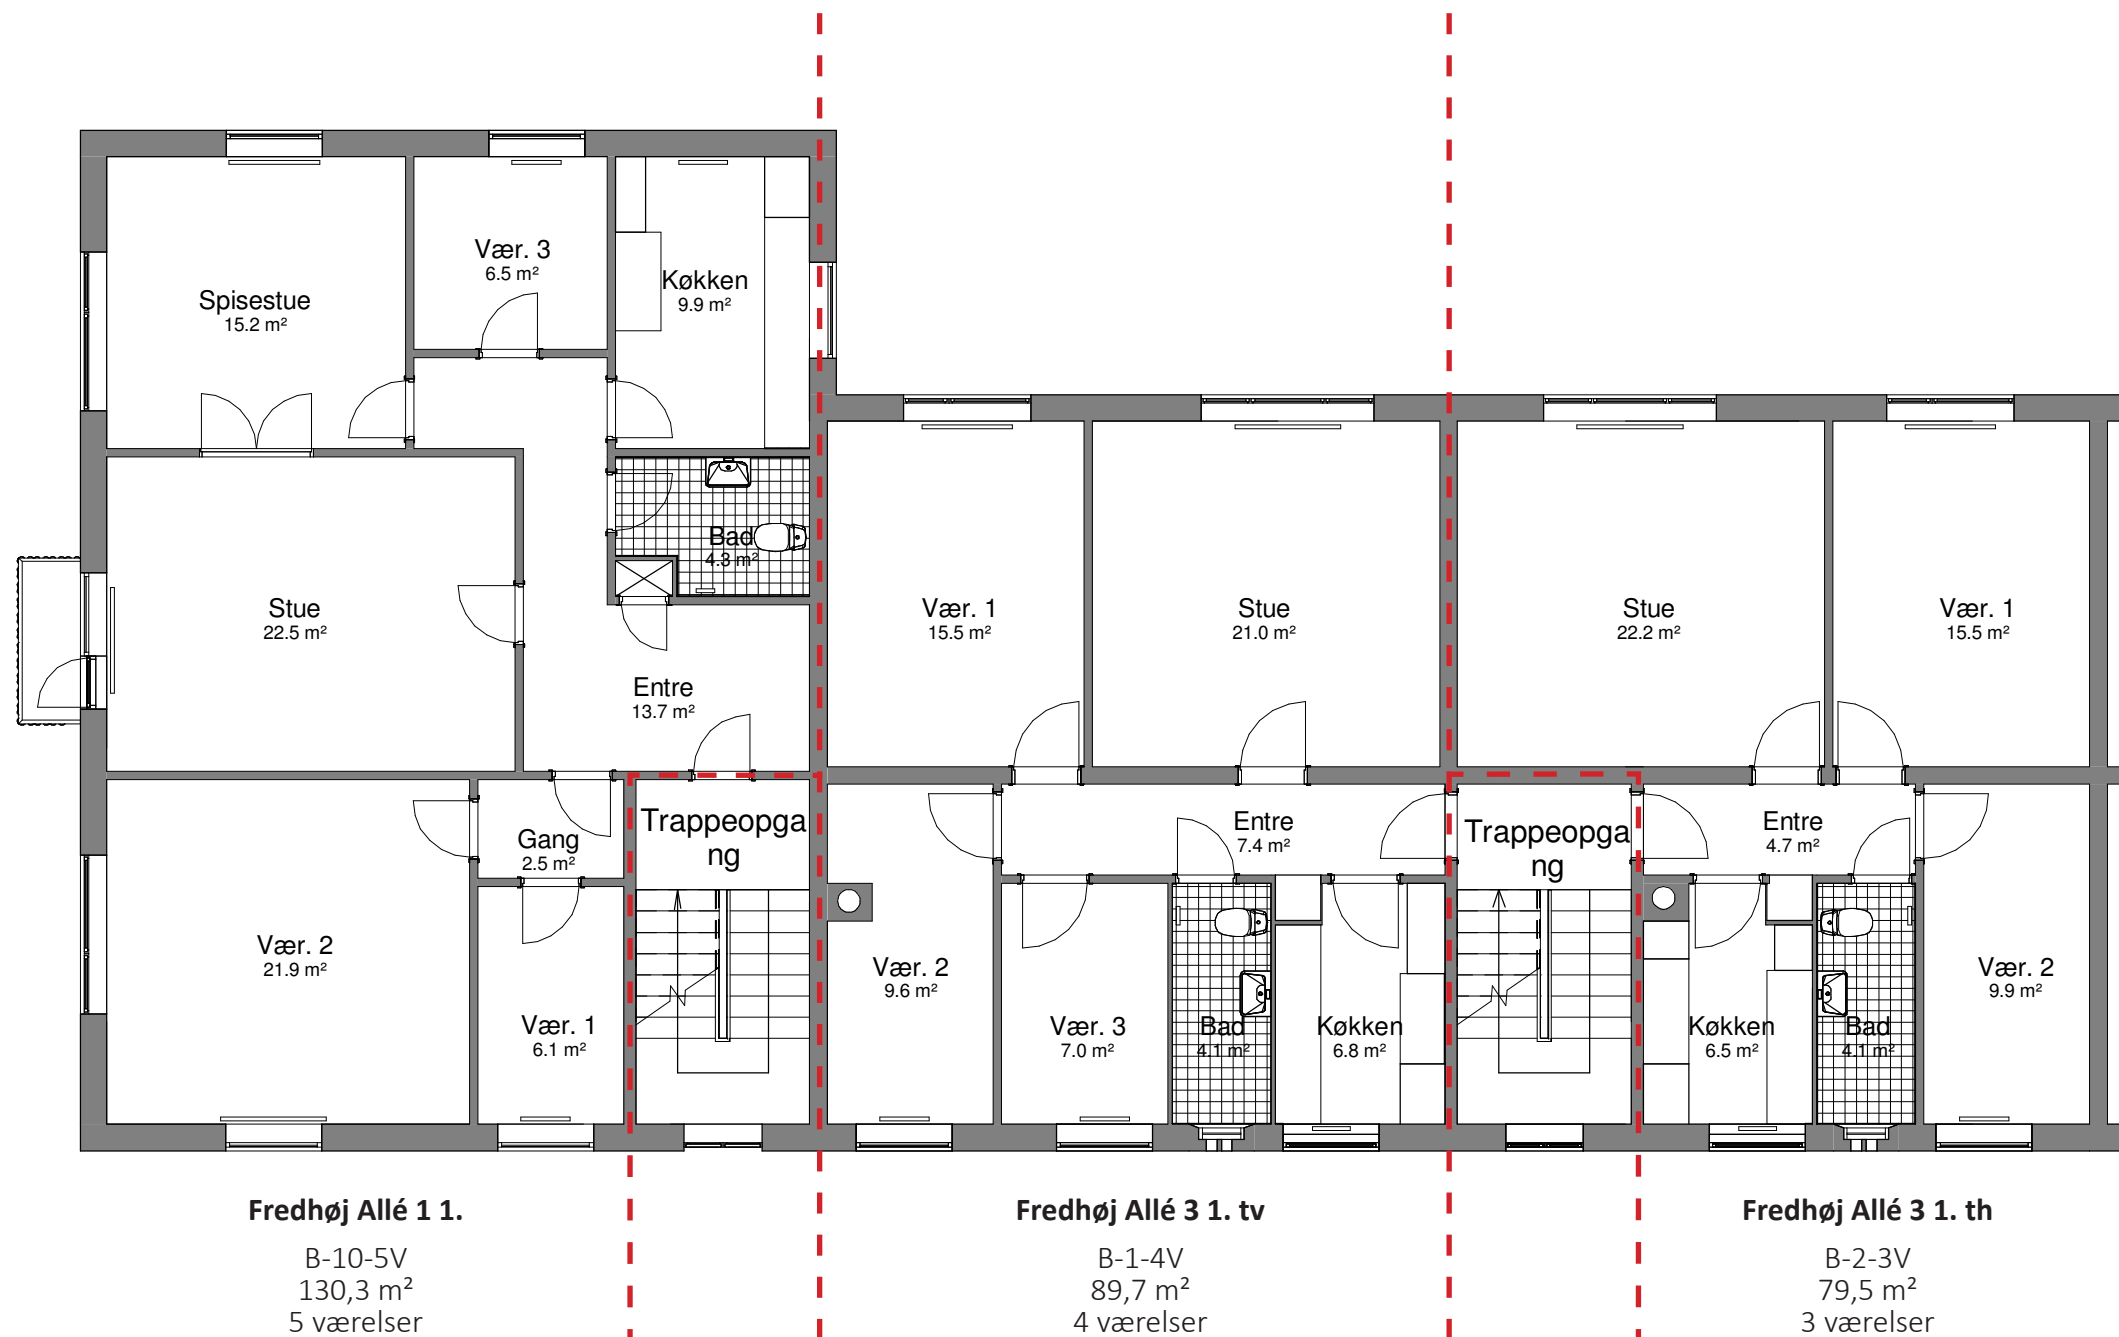 Vær. 3
6.5 m²
Køkken
9.9 m²
Spisestue
15.2 m²
Bad
4.3 m²
Stue
22.5 m²
Entre
13.7 m²
Gang
2.5 m²
Trappeopga
ng
Vær. 2
21.9 m²
Vær. 1
6.1 m²
Fredhøj Allé 1 1.
B-10-5V
130,3 m²
5 værelser
Vær. 1
15.5 m²
Stue
21.0 m²
Entre
7.4 m²
Vær. 2
9.6 m²
Vær. 3
7.0 m²
Bad
4.1 m²
Køkken
6.8 m²
Trappeopga
ng
Fredhøj Allé 3 1. tv
B-1-4V
89,7 m²
4 værelser
Stue
22.2 m²
Vær. 1
15.5 m²
Entre
4.7 m²
Køkken
6.5 m²
Bad
4.1 m²
Vær. 2
9.9 m²
Fredhøj Allé 3 1. th
B-2-3V
79,5 m²
3 værelser